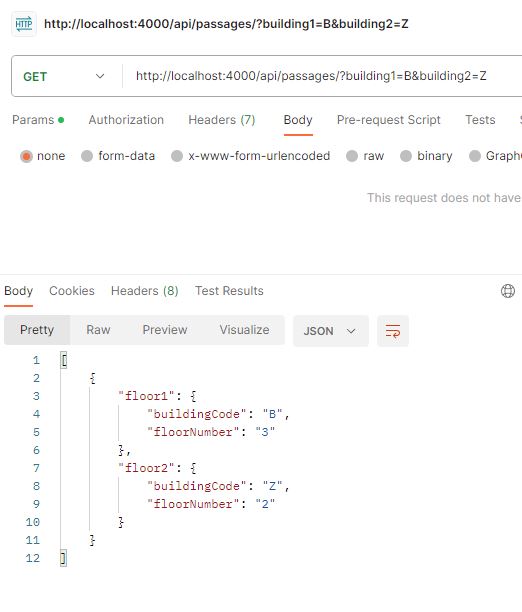 HTTP http://localhost:4000/api/passages/?building1=B&building2=Z
GET http://localhost:4000/api/passages/?building1=B&building2=Z
Params Authorization Headers (7) Body Pre-request Script Tests
none form-data x-www-form-urlencoded raw binary GraphQ
This request does not have
Body Cookies Headers (8) Test Results
Pretty Raw Preview Visualize JSON
1 [
2 {
3 "floor1": {
4 "buildingCode": "B",
5 "floorNumber": "3"
6 },
7 "floor2": {
8 "buildingCode": "Z",
9 "floorNumber": "2"
10 }
11 }
12 ]